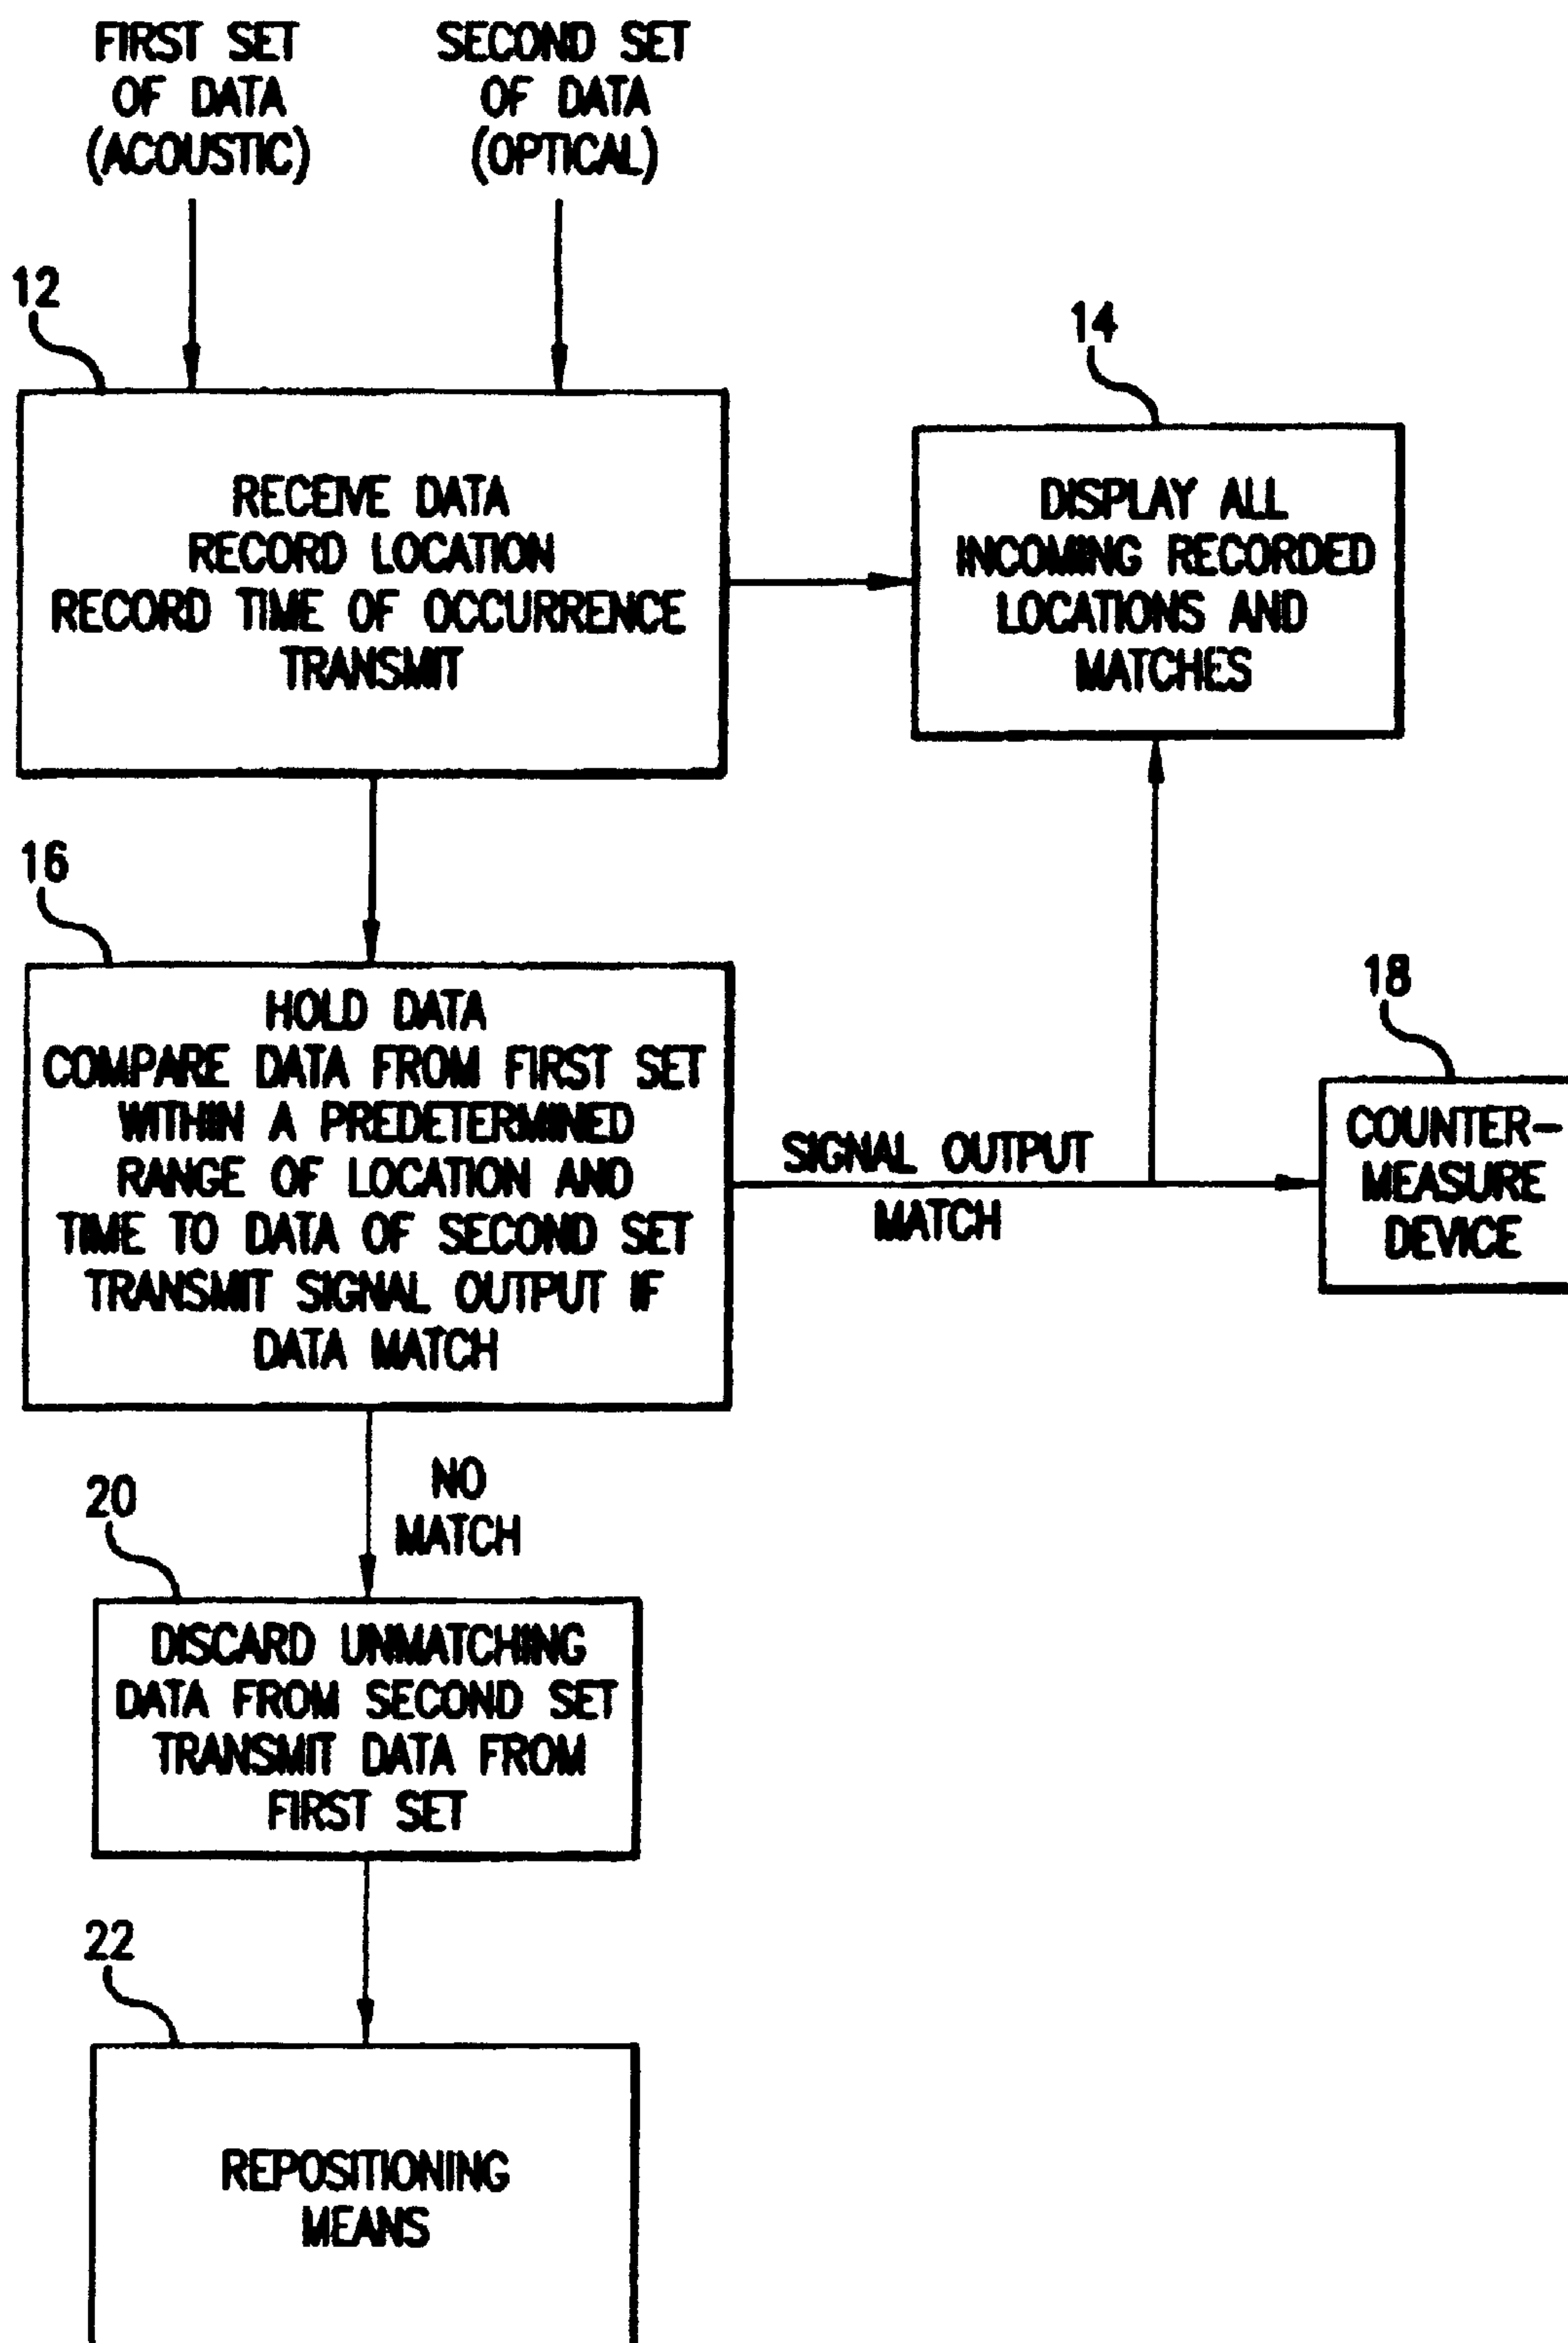 FIRST SET
OF DATA
(ACOUSTIC)
SECOND SET
OF DATA
(OPTICAL)
12
RECEIVE DATA
RECORD LOCATION
RECORD TIME OF OCCURRENCE
TRANSMIT
14
DISPLAY ALL
INCOMING RECORDED
LOCATIONS AND
MATCHES
16
HOLD DATA
COMPARE DATA FROM FIRST SET
WITHIN A PREDETERMINED
RANGE OF LOCATION AND
TIME TO DATA OF SECOND SET
TRANSMIT SIGNAL OUTPUT IF
DATA MATCH
SIGNAL OUTPUT
MATCH
18
COUNTER-
MEASURE
DEVICE
NO
MATCH
20
DISCARD UNMATCHING
DATA FROM SECOND SET
TRANSMIT DATA FROM
FIRST SET
22
REPOSITIONING
MEANS